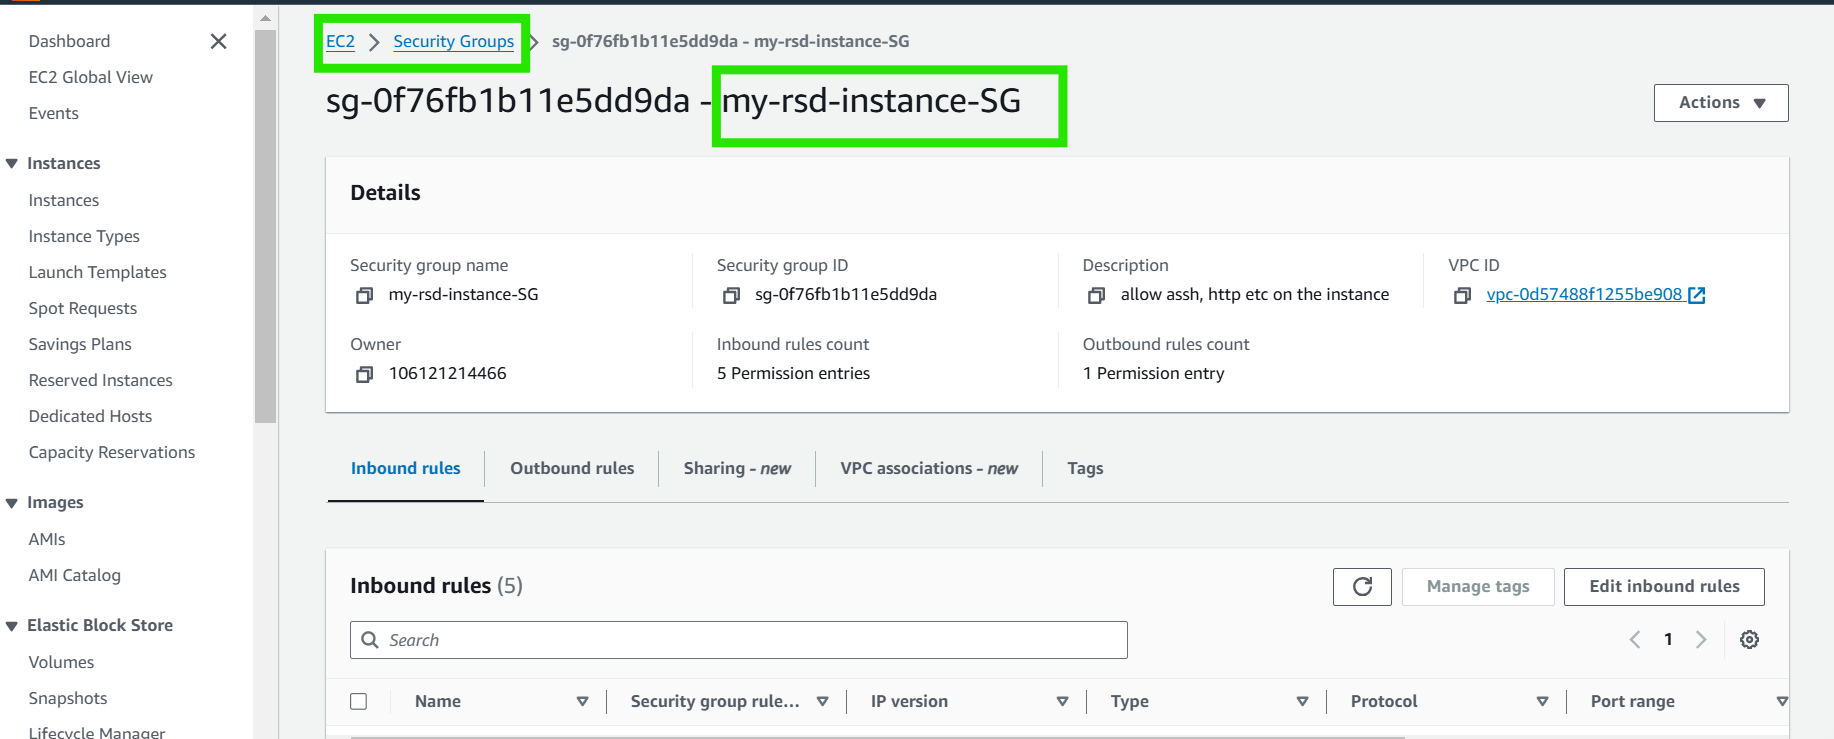 Dashboard
EC2 Global View
Events
Instances
Instances
Instance Types
Launch Templates
Spot Requests
Savings Plans
Reserved Instances
Dedicated Hosts
Capacity Reservations
Images
AMIs
AMI Catalog
Elastic Block Store
Volumes
Snapshots
Lifecycle Manager
EC2 > Security Groups > sg-0f76fb1b11e5dd9da - my-rsd-instance-SG
sg-0f76fb1b11e5dd9da - my-rsd-instance-SG
Actions
Details
Security group name
my-rsd-instance-SG
Security group ID
sg-0f76fb1b11e5dd9da
Description
allow assh, http etc on the instance
VPC ID
vpc-0d57488f1255be908
Owner
106121214466
Inbound rules count
5 Permission entries
Outbound rules count
1 Permission entry
Inbound rules
Outbound rules
Sharing - new
VPC associations - new
Tags
Inbound rules (5)
Manage tags
Edit inbound rules
Search
1
Name
Security group rule...
IP version
Type
Protocol
Port range